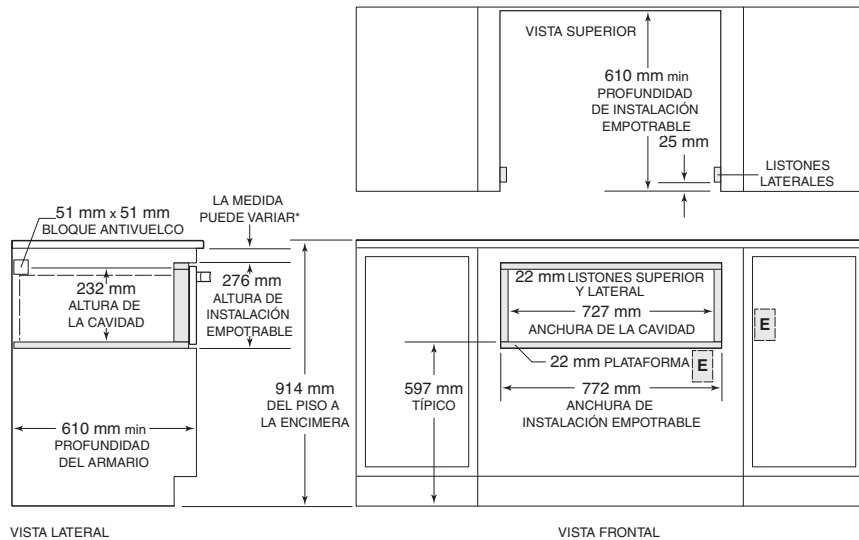 VISTA SUPERIOR
610 mm min
PROFUNDIDAD
DE INSTALACIÓN
EMPOTRABLE
25 mm
LISTONES
LATERALES
51 mm x 51 mm
BLOQUE ANTIVUELCO
LA MEDIDA
PUEDE VARIAR*
232 mm
ALTURA DE
LA CAVIDAD
276 mm
ALTURA DE
INSTALACIÓN
EMPOTRABLE
914 mm
DEL PISO A
LA ENCIMERA
610 mm min
PROFUNDIDAD
DEL ARMARIO
VISTA LATERAL
22 mm LISTONES SUPERIOR
Y LATERAL
727 mm
ANCHURA DE LA CAVIDAD
E
22 mm PLATAFORMA
E
597 mm
TÍPICO
772 mm
ANCHURA DE
INSTALACIÓN EMPOTRABLE
VISTA FRONTAL